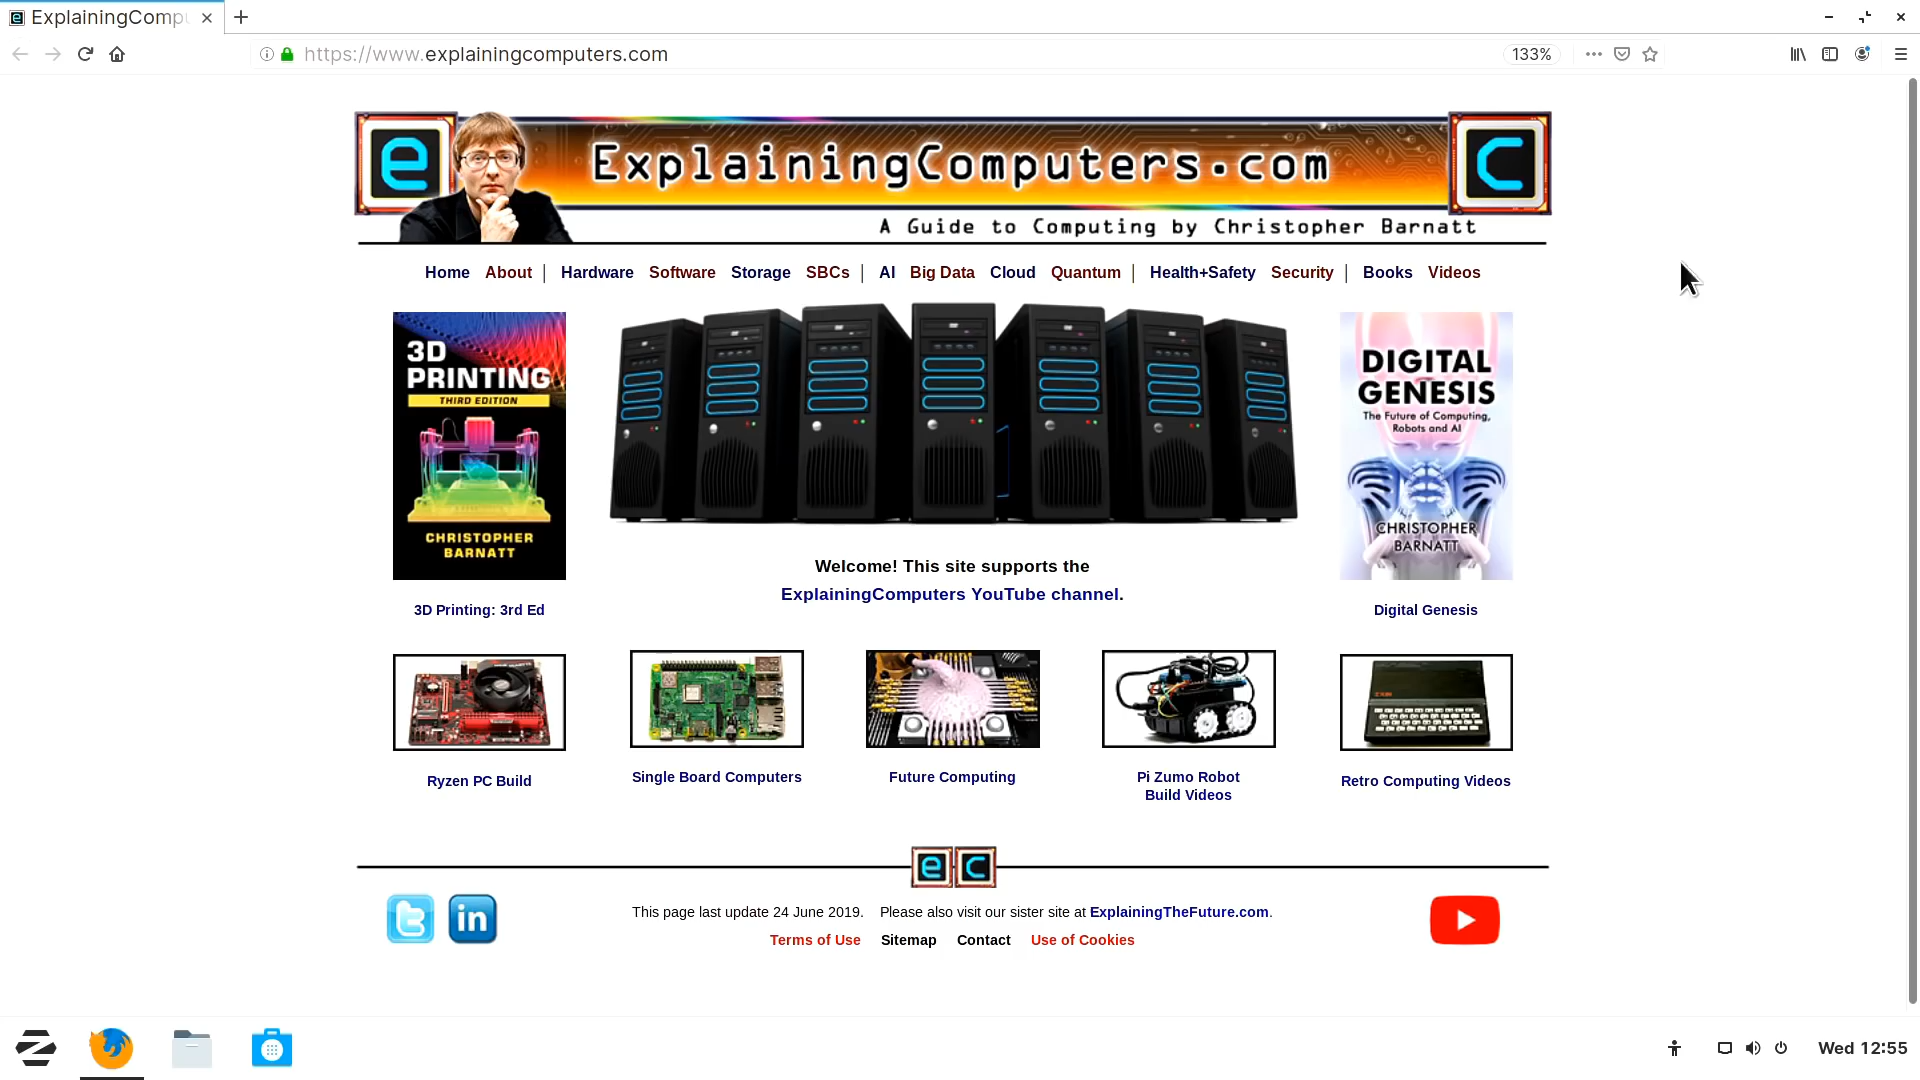 ExplainingComp
https://www.explainingcomputers.com
133%
e
ExplainingComputers.com
c
A Guide to Computing by Christopher Barnatt
Home About | Hardware Software Storage SBCs | AI Big Data Cloud Quantum | Health+Safety Security | Books Videos
3D
PRINTING
THIRD EDITION
CHRISTOPHER
BARNATT
DIGITAL
GENESIS
The Future of Computing,
Robots and AI
CHRISTOPHER
BARNATT
Welcome! This site supports the
ExplainingComputers YouTube channel.
3D Printing: 3rd Ed
Digital Genesis
Ryzen PC Build
Single Board Computers
Future Computing
Pi Zumo Robot
Build Videos
Retro Computing Videos
e c
in
This page last update 24 June 2019. Please also visit our sister site at ExplainingTheFuture.com.
Terms of Use Sitemap Contact Use of Cookies
Wed 12:55